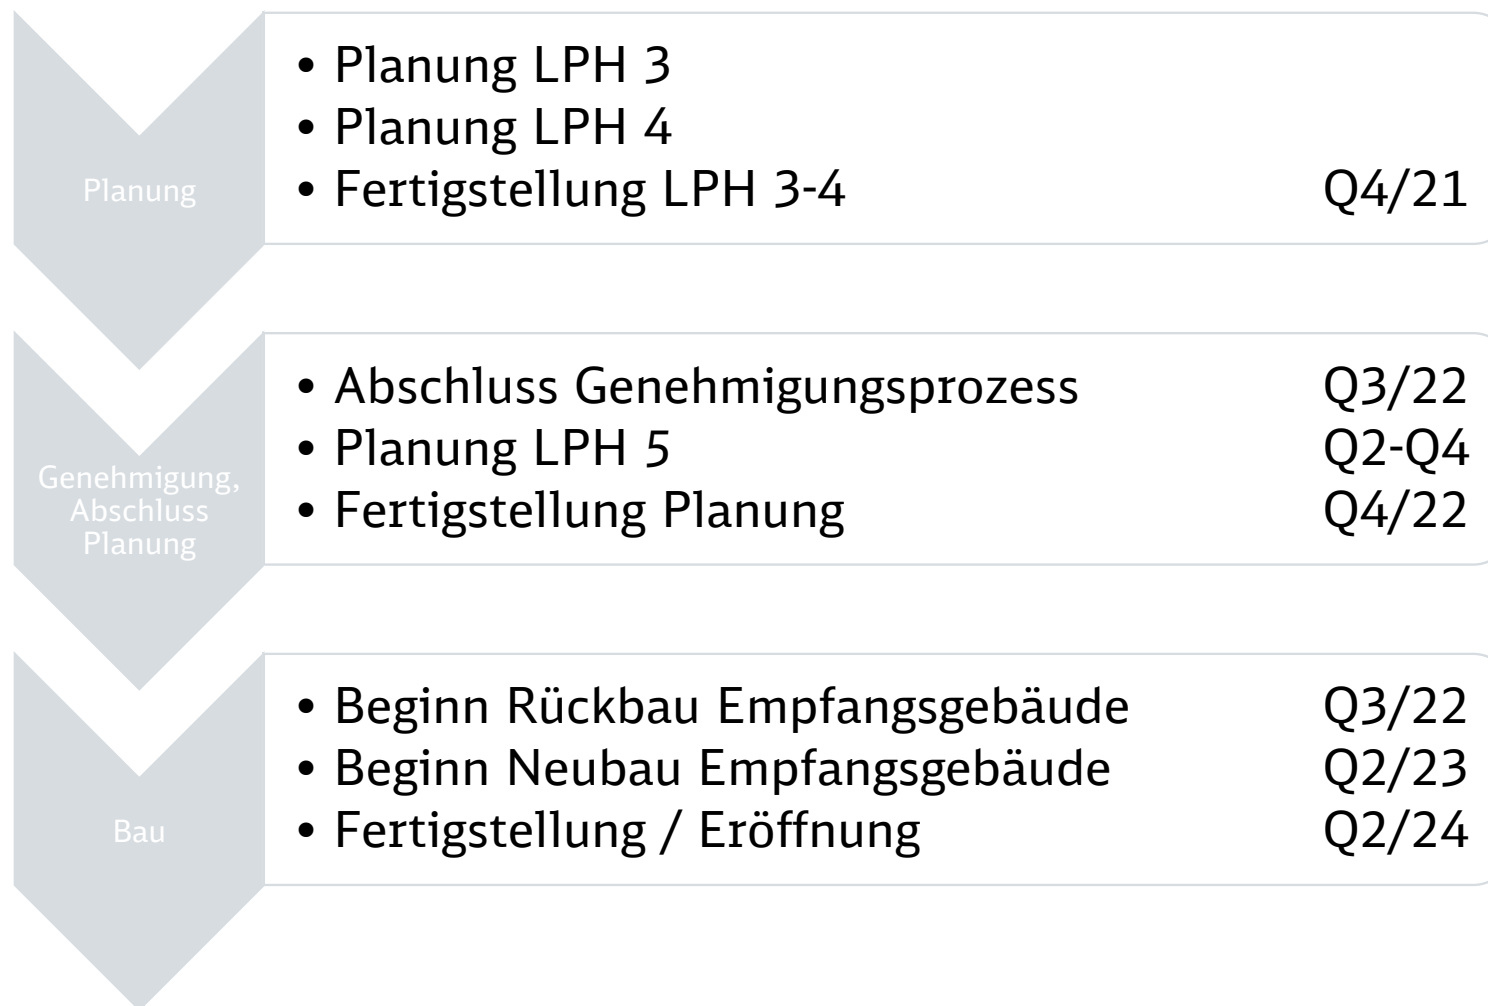 Planung
• Planung LPH 3
• Planung LPH 4
• Fertigstellung LPH 3-4 Q4/21
Genehmigung,
Abschluss
Planung
• Abschluss Genehmigungsprozess Q3/22
• Planung LPH 5 Q2-Q4
• Fertigstellung Planung Q4/22
Bau
• Beginn Rückbau Empfangsgebäude Q3/22
• Beginn Neubau Empfangsgebäude Q2/23
• Fertigstellung / Eröffnung Q2/24